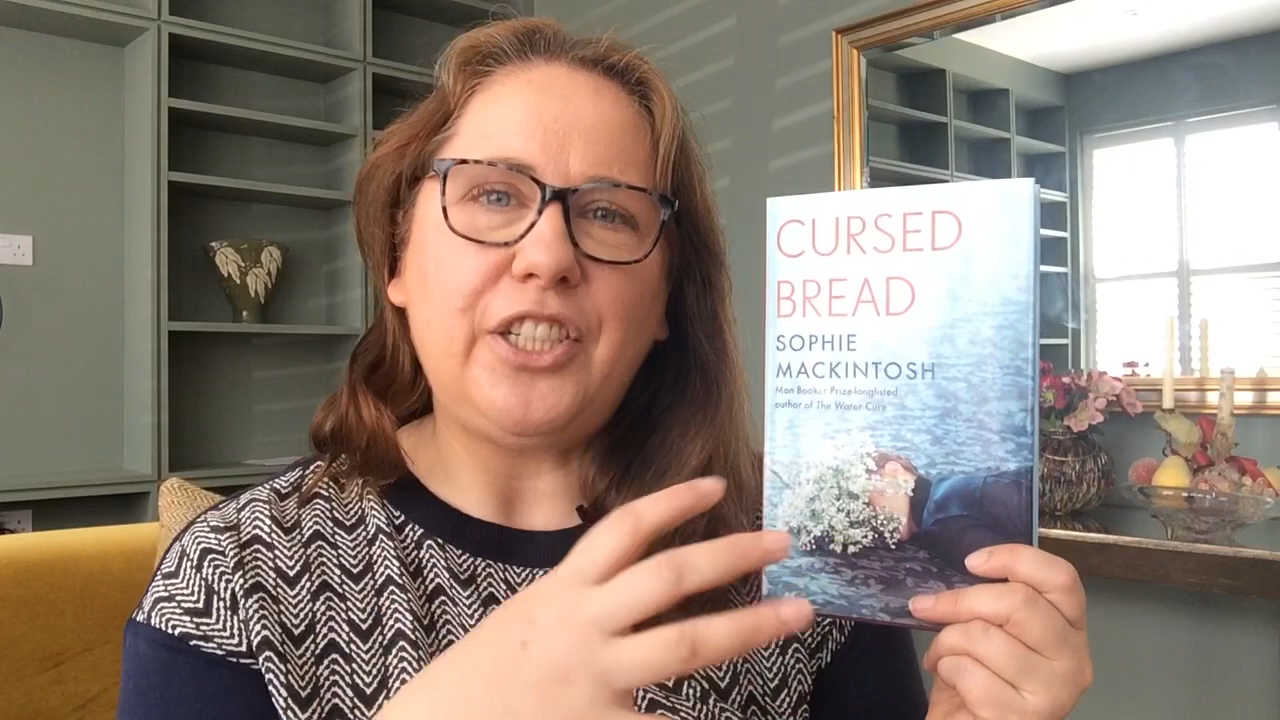 CURSED
BREAD
SOPHIE
MACKINTOSH
Man Booker Prize-longlisted
author of The Water Cure